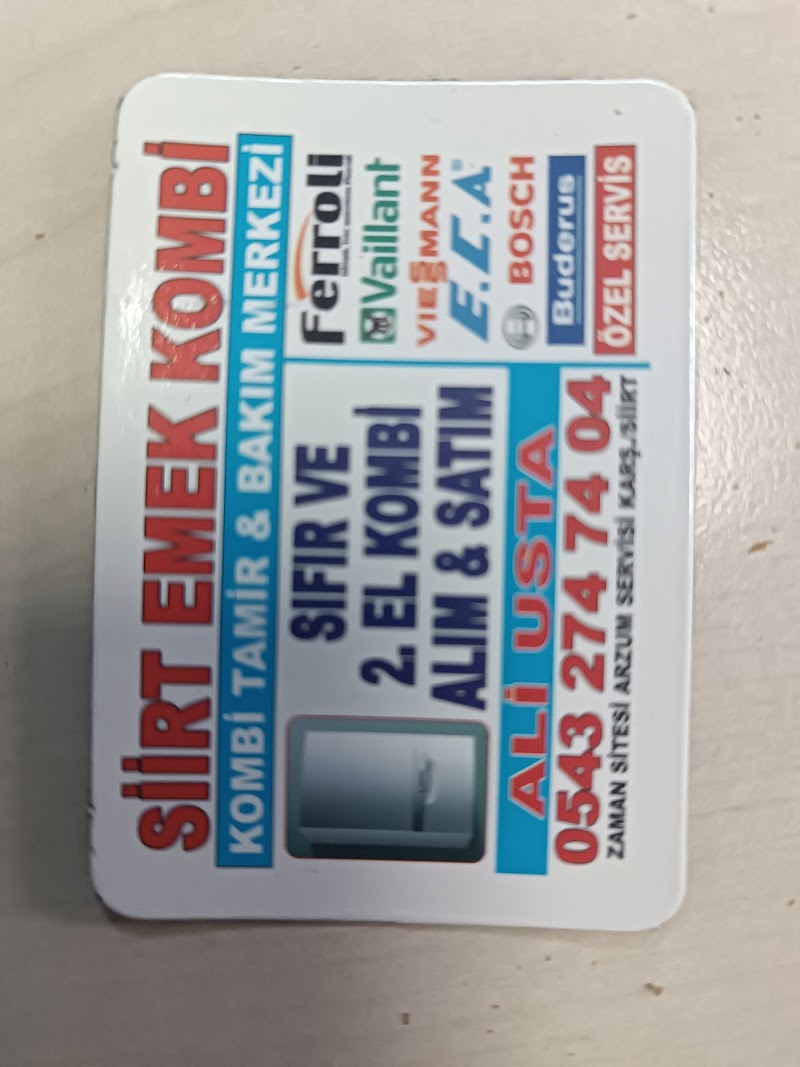 SİİRT EMEK KOMBİ
KOMBİ TAMİR & BAKIM MERKEZİ
SIFIR VE
2. EL KOMBİ
ALIM & SATIM
Ferroli
Vaillant
VIESSMANN
E.C.A
BOSCH
Buderus
ÖZEL SERVİS
ALİ USTA
0543 274 74 04
ZAMAN SİTESİ ARZUM SERVİSİ KARŞ./SİİRT